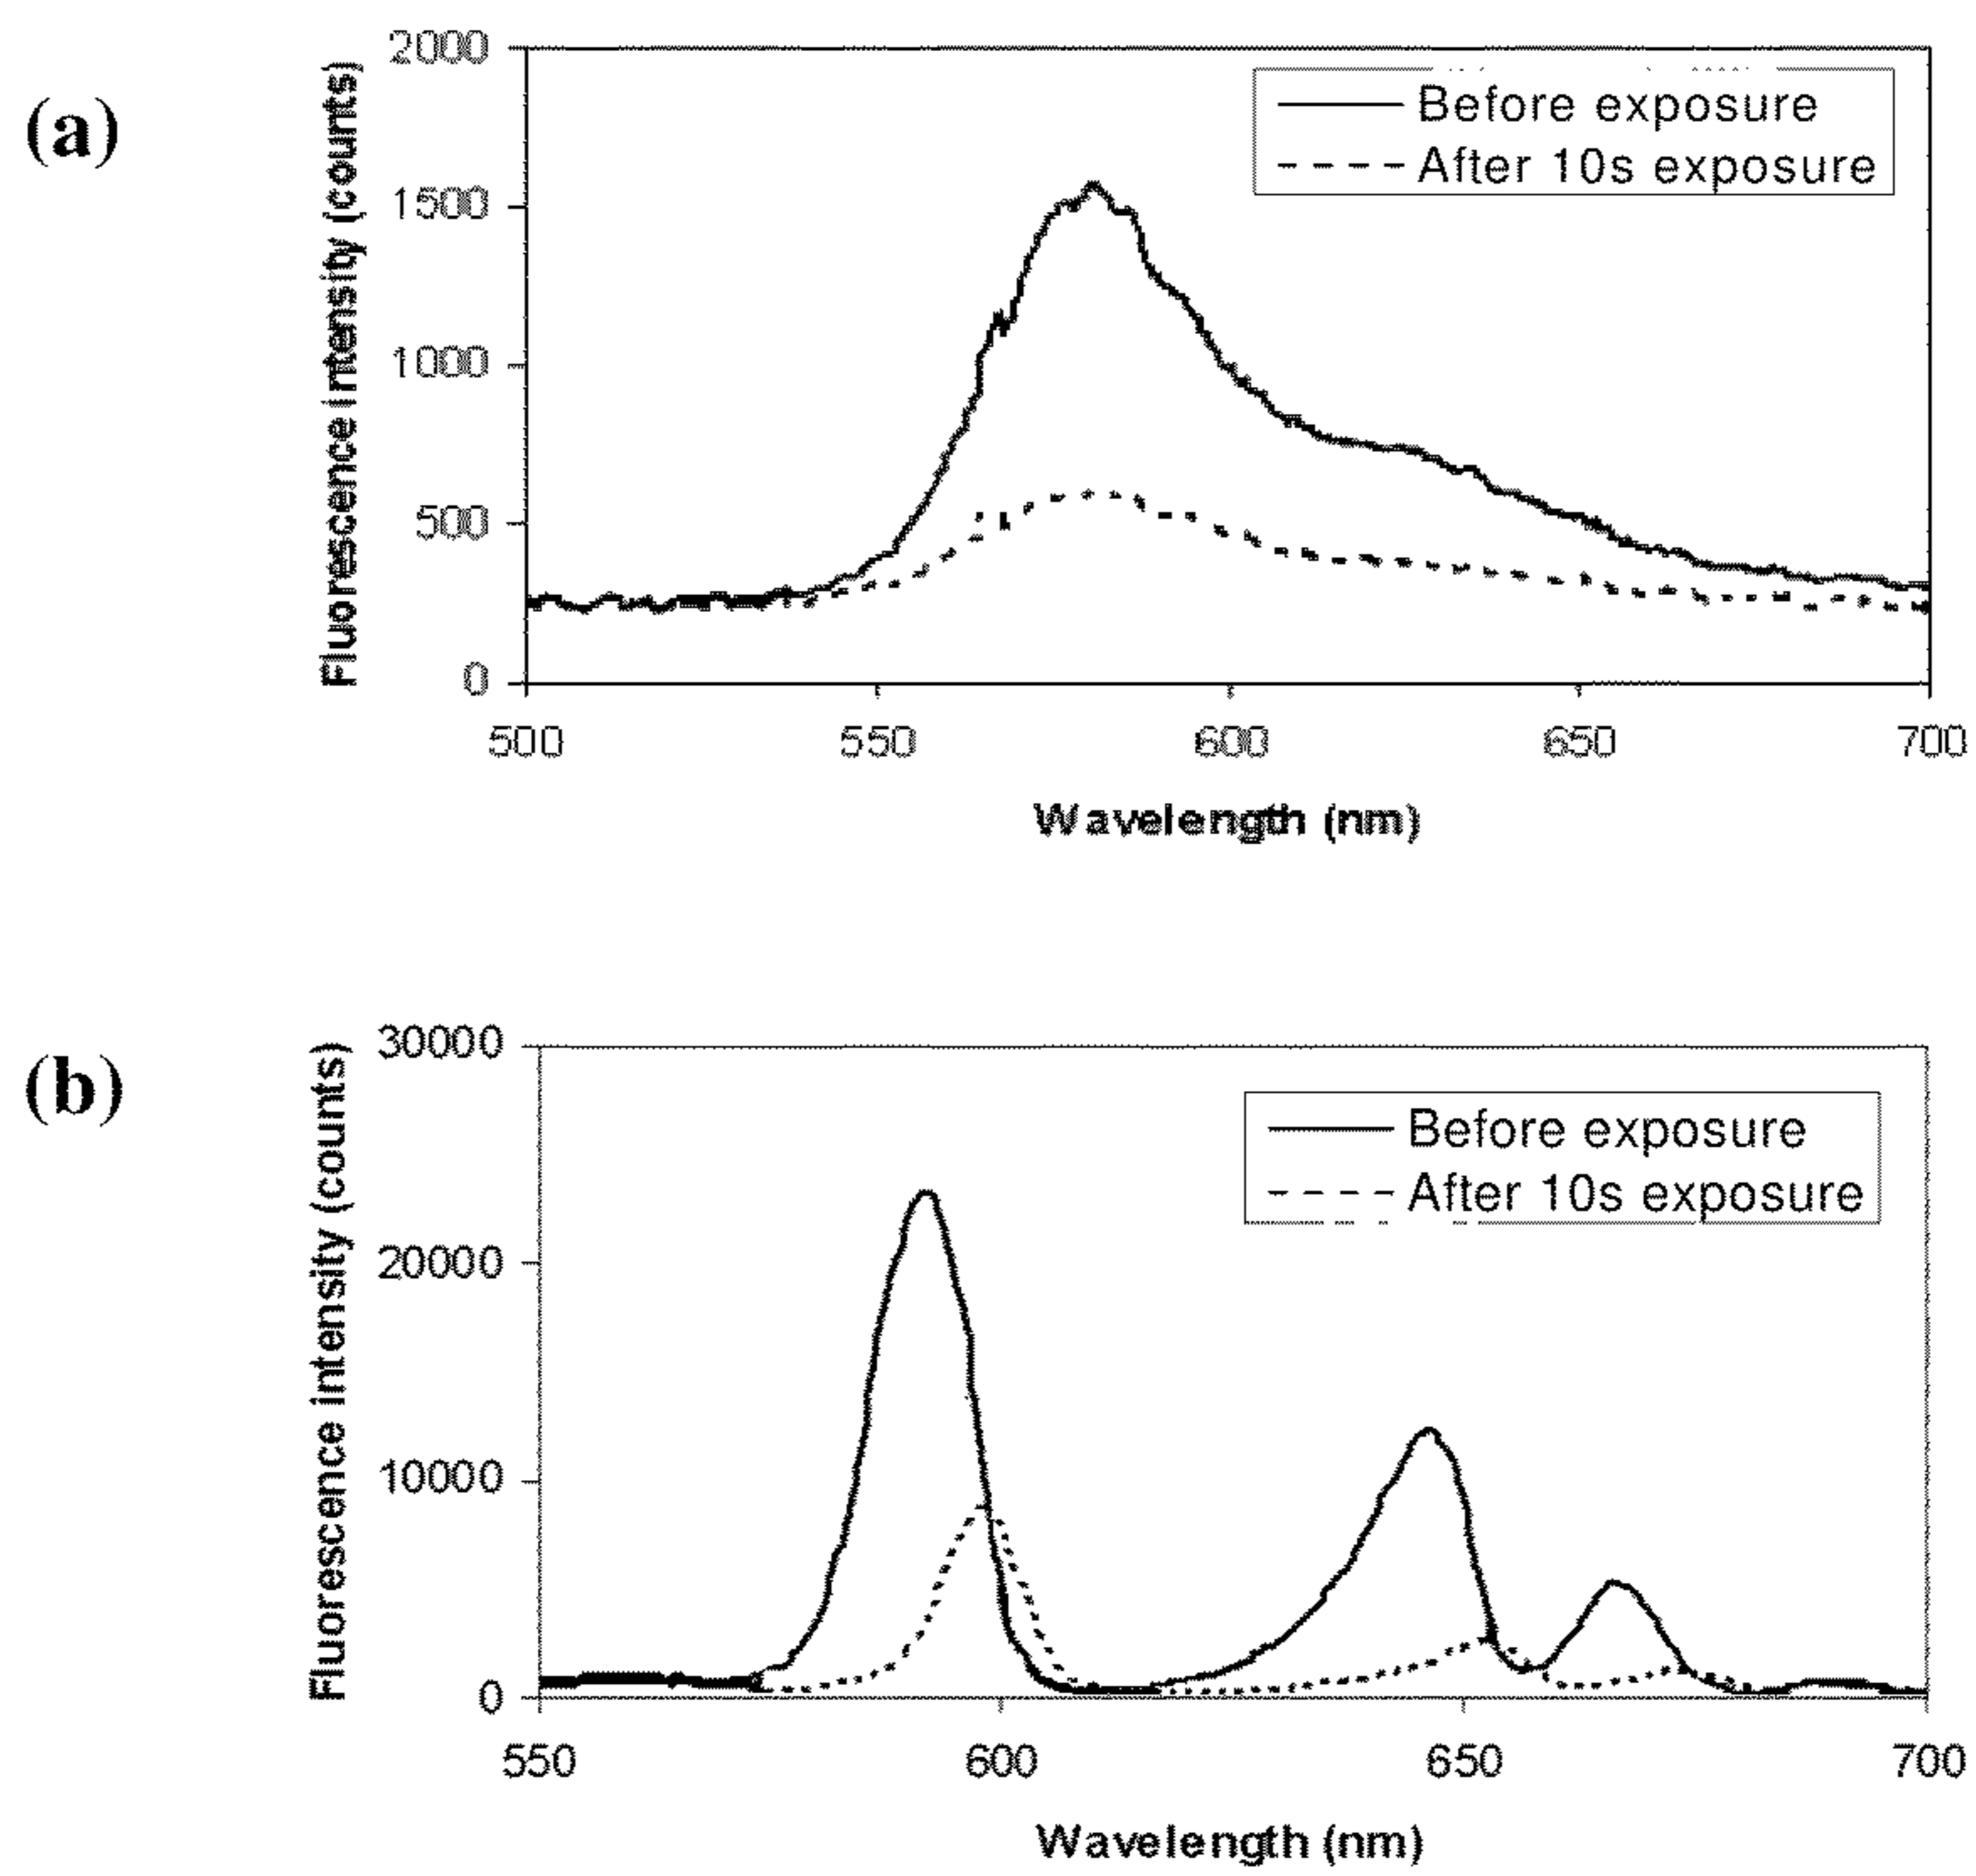 (a)
Fluorescence intensity (counts)
2000
1500
1000
500
0
Before exposure
After 10s exposure
500 550 600 650 700
Wavelength (nm)
(b)
Fluorescence intensity (counts)
30000
20000
10000
0
Before exposure
After 10s exposure
550 600 650 700
Wavelength (nm)